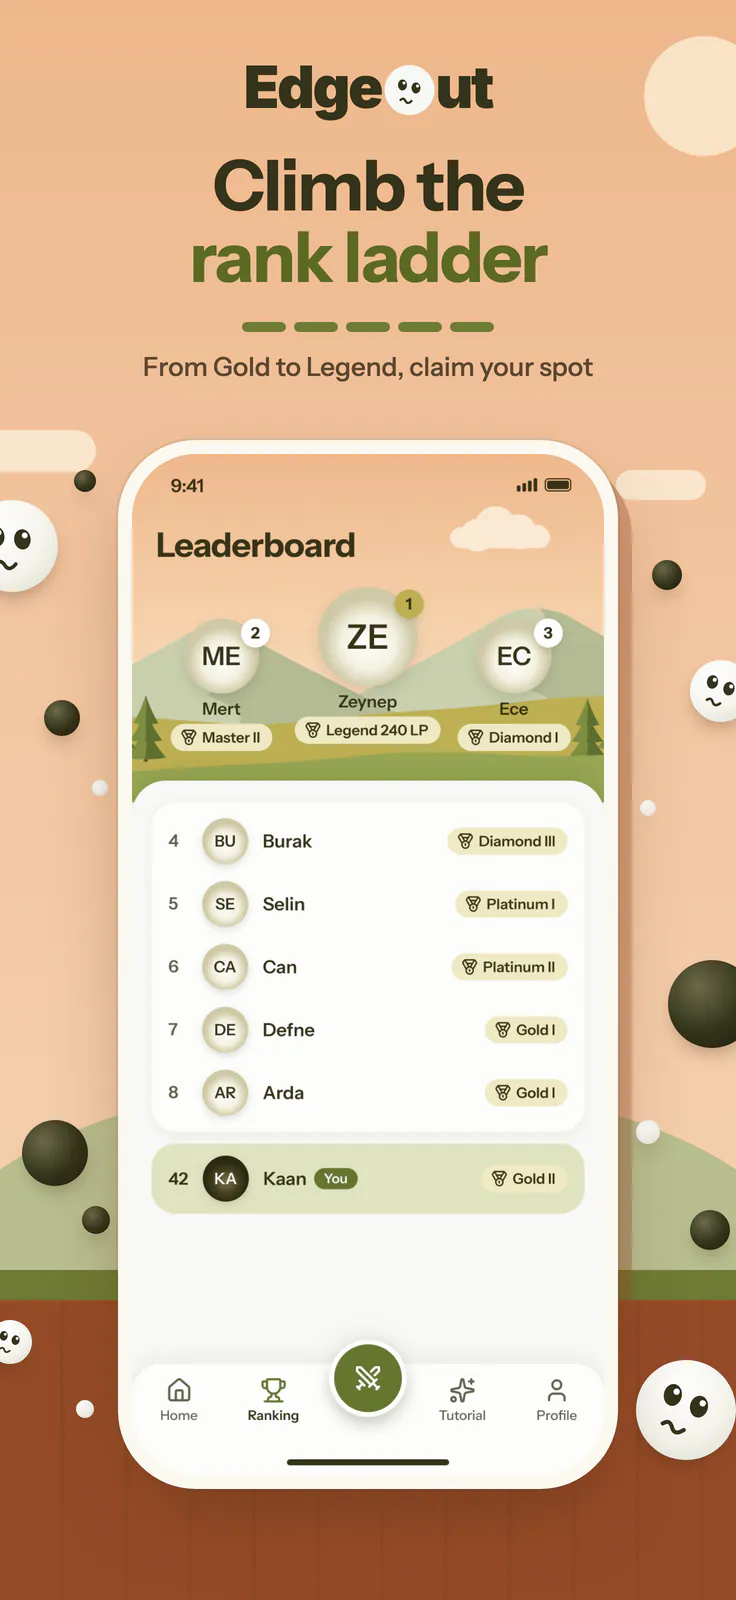 EdgeOut
Climb the
rank ladder
From Gold to Legend, claim your spot
9:41
Leaderboard
ME 2
ZE 1
EC 3
Mert
Zeynep
Ece
Master II
Legend 240 LP
Diamond I
4 BU Burak Diamond III
5 SE Selin Platinum I
6 CA Can Platinum II
7 DE Defne Gold I
8 AR Arda Gold I
42 KA Kaan You Gold II
Home Ranking Tutorial Profile